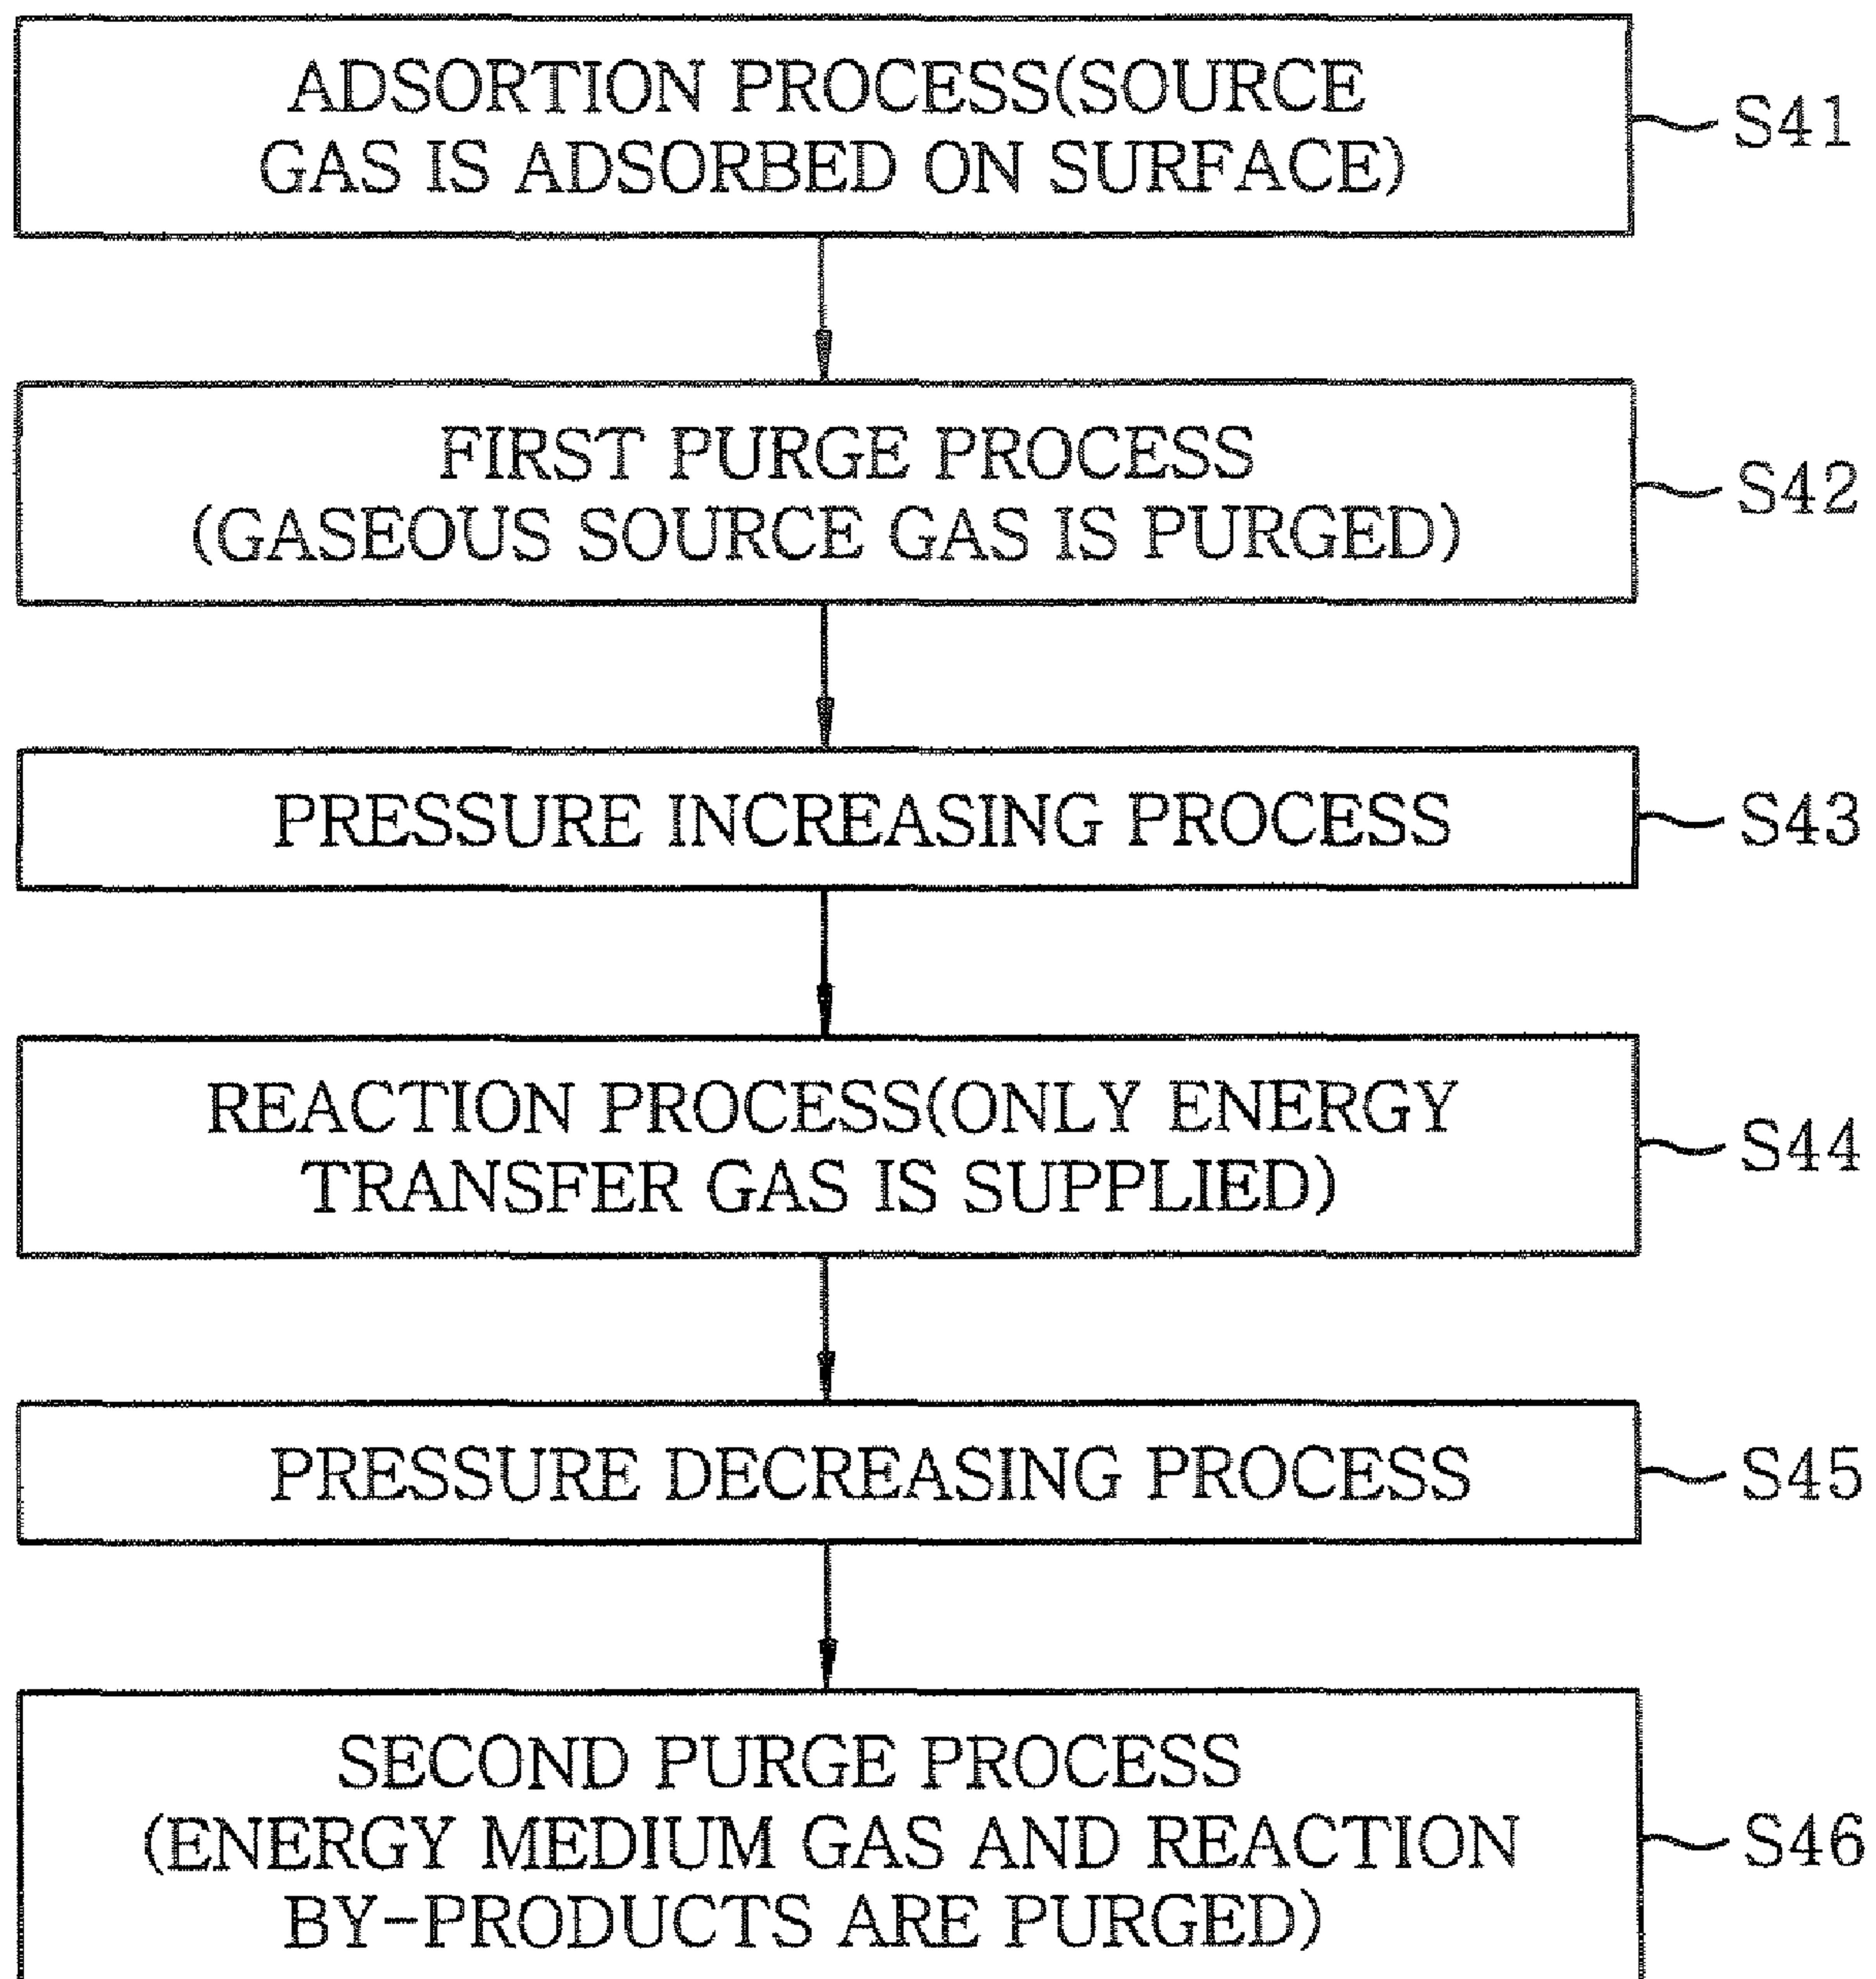 ADSORTION PROCESS(SOURCE
GAS IS ADSORBED ON SURFACE)
S41
FIRST PURGE PROCESS
(GASEOUS SOURCE GAS IS PURGED)
S42
PRESSURE INCREASING PROCESS
S43
REACTION PROCESS(ONLY ENERGY
TRANSFER GAS IS SUPPLIED)
S44
PRESSURE DECREASING PROCESS
S45
SECOND PURGE PROCESS
(ENERGY MEDIUM GAS AND REACTION
BY-PRODUCTS ARE PURGED)
S46